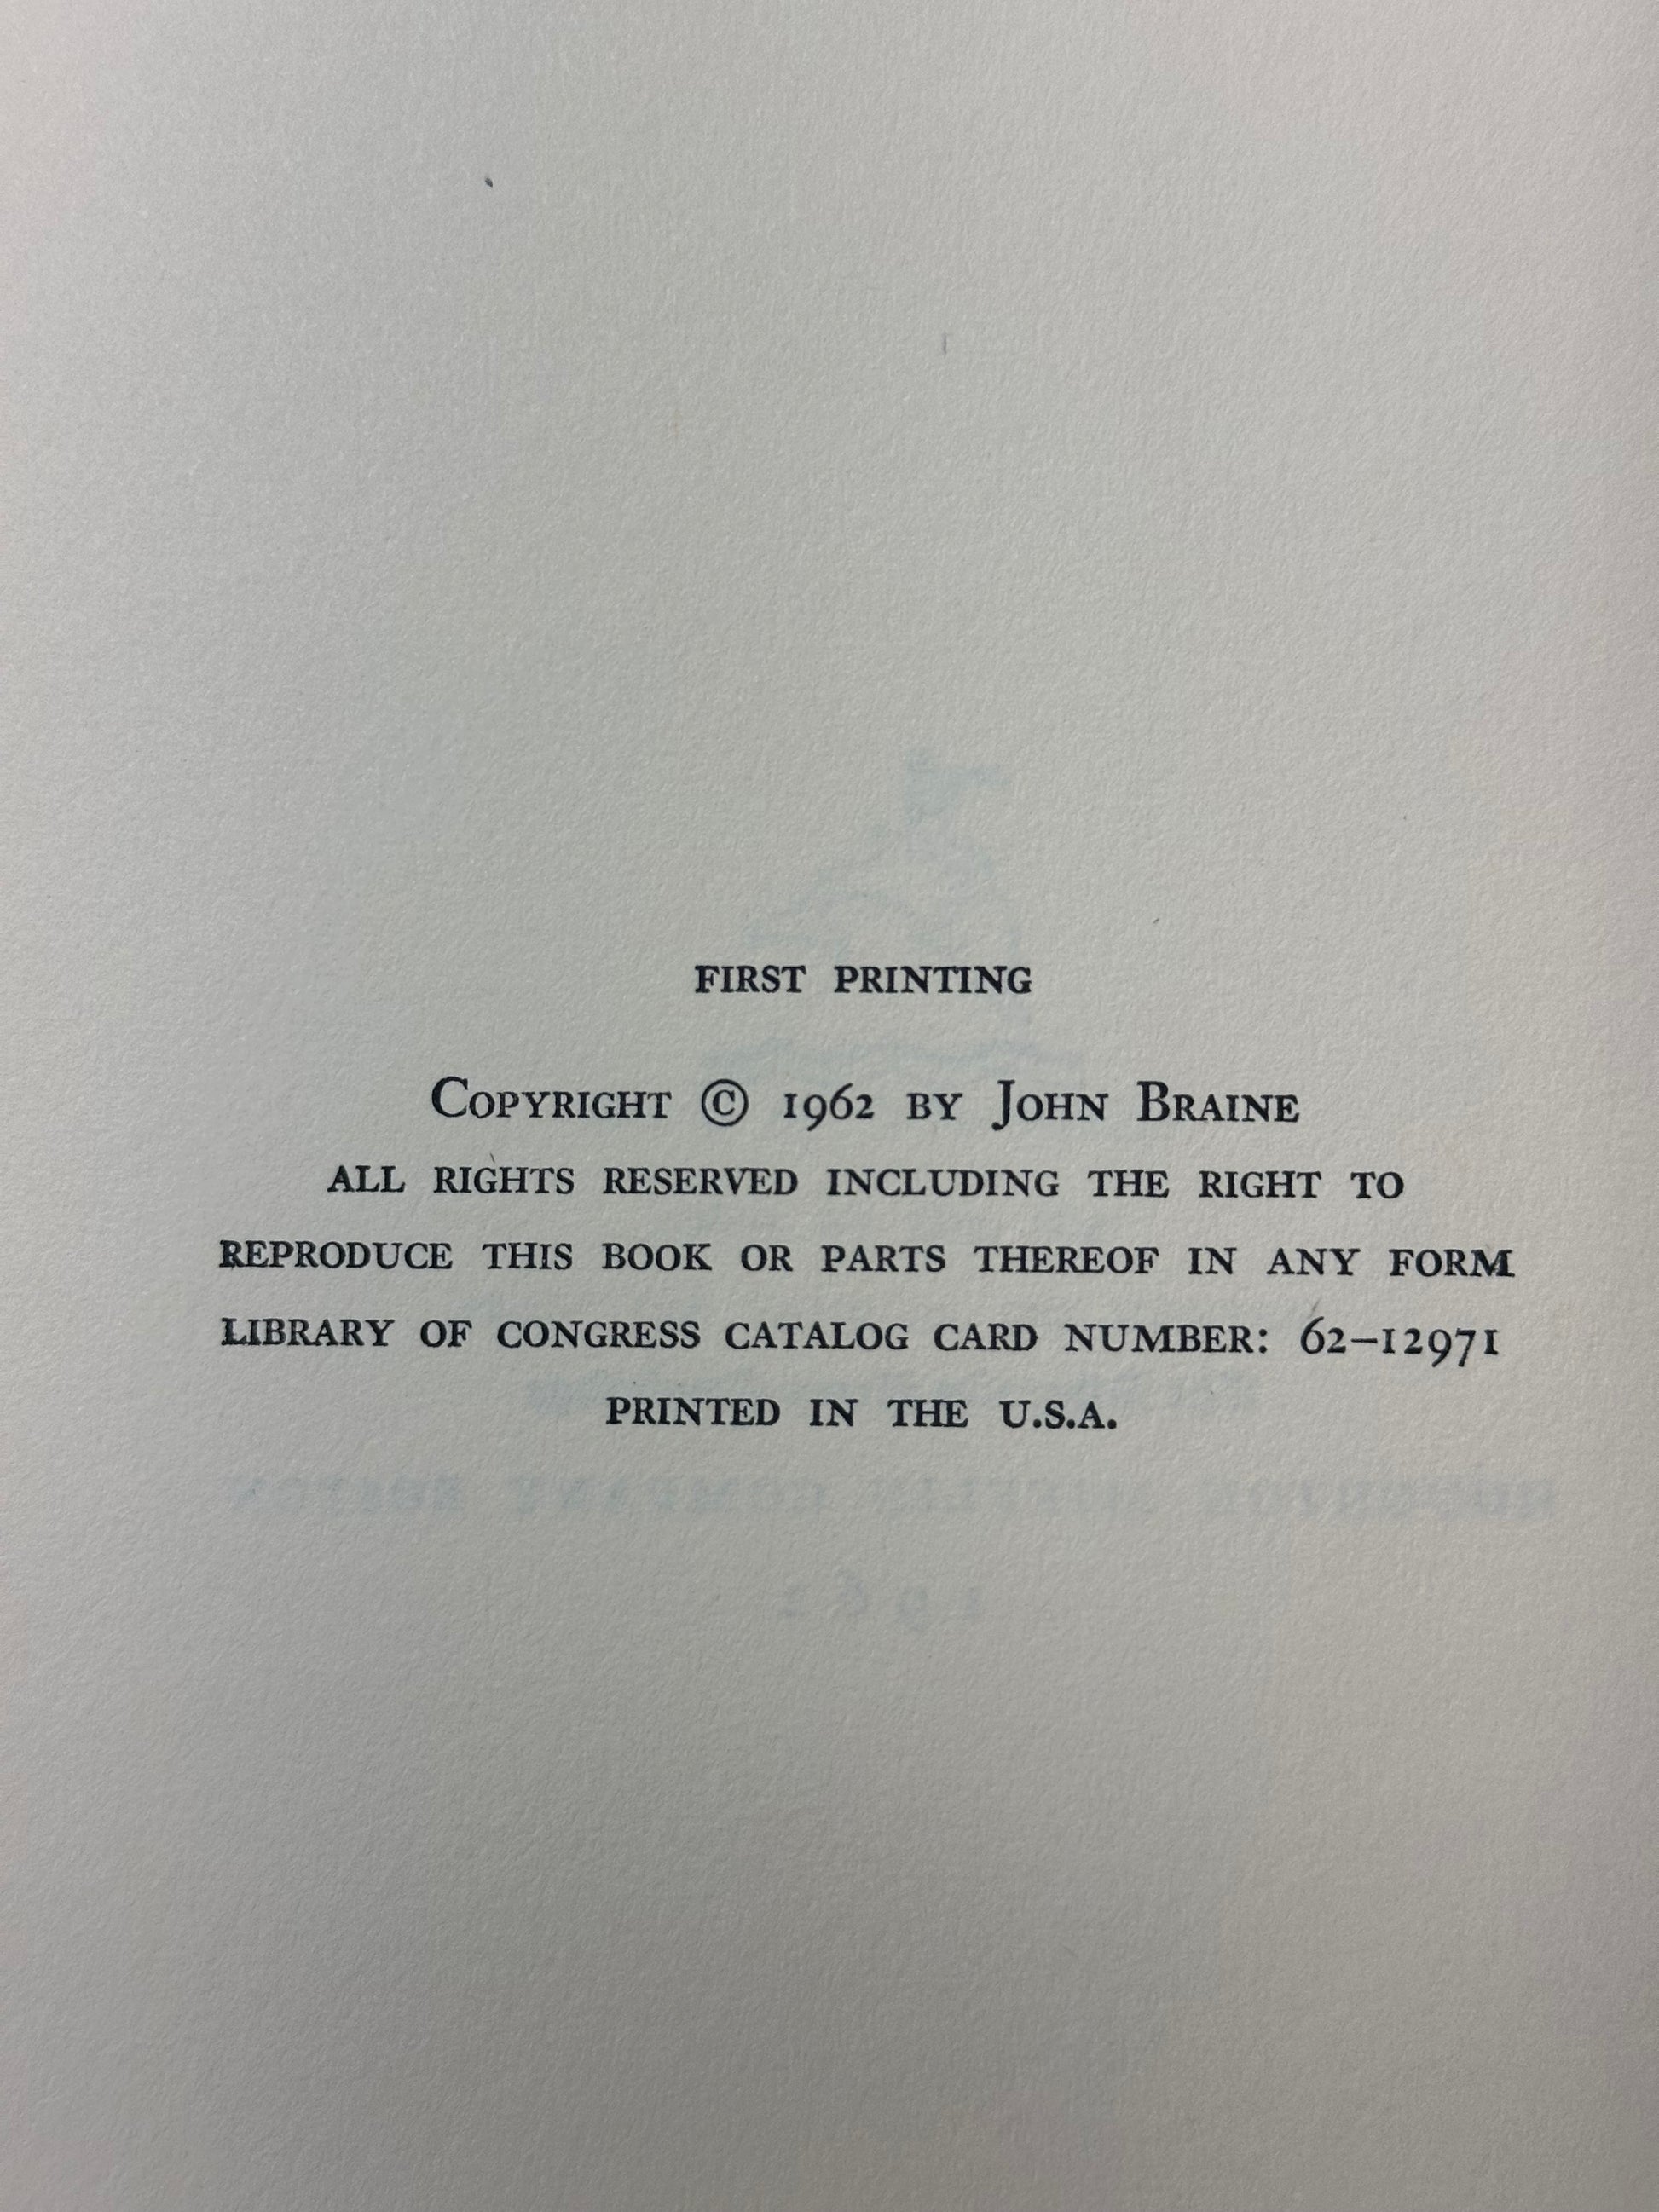 FIRST PRINTING
COPYRIGHT © 1962 BY JOHN BRAINE
ALL RIGHTS RESERVED INCLUDING THE RIGHT TO
REPRODUCE THIS BOOK OR PARTS THEREOF IN ANY FORM
LIBRARY OF CONGRESS CATALOG CARD NUMBER: 62–12971
PRINTED IN THE U.S.A.